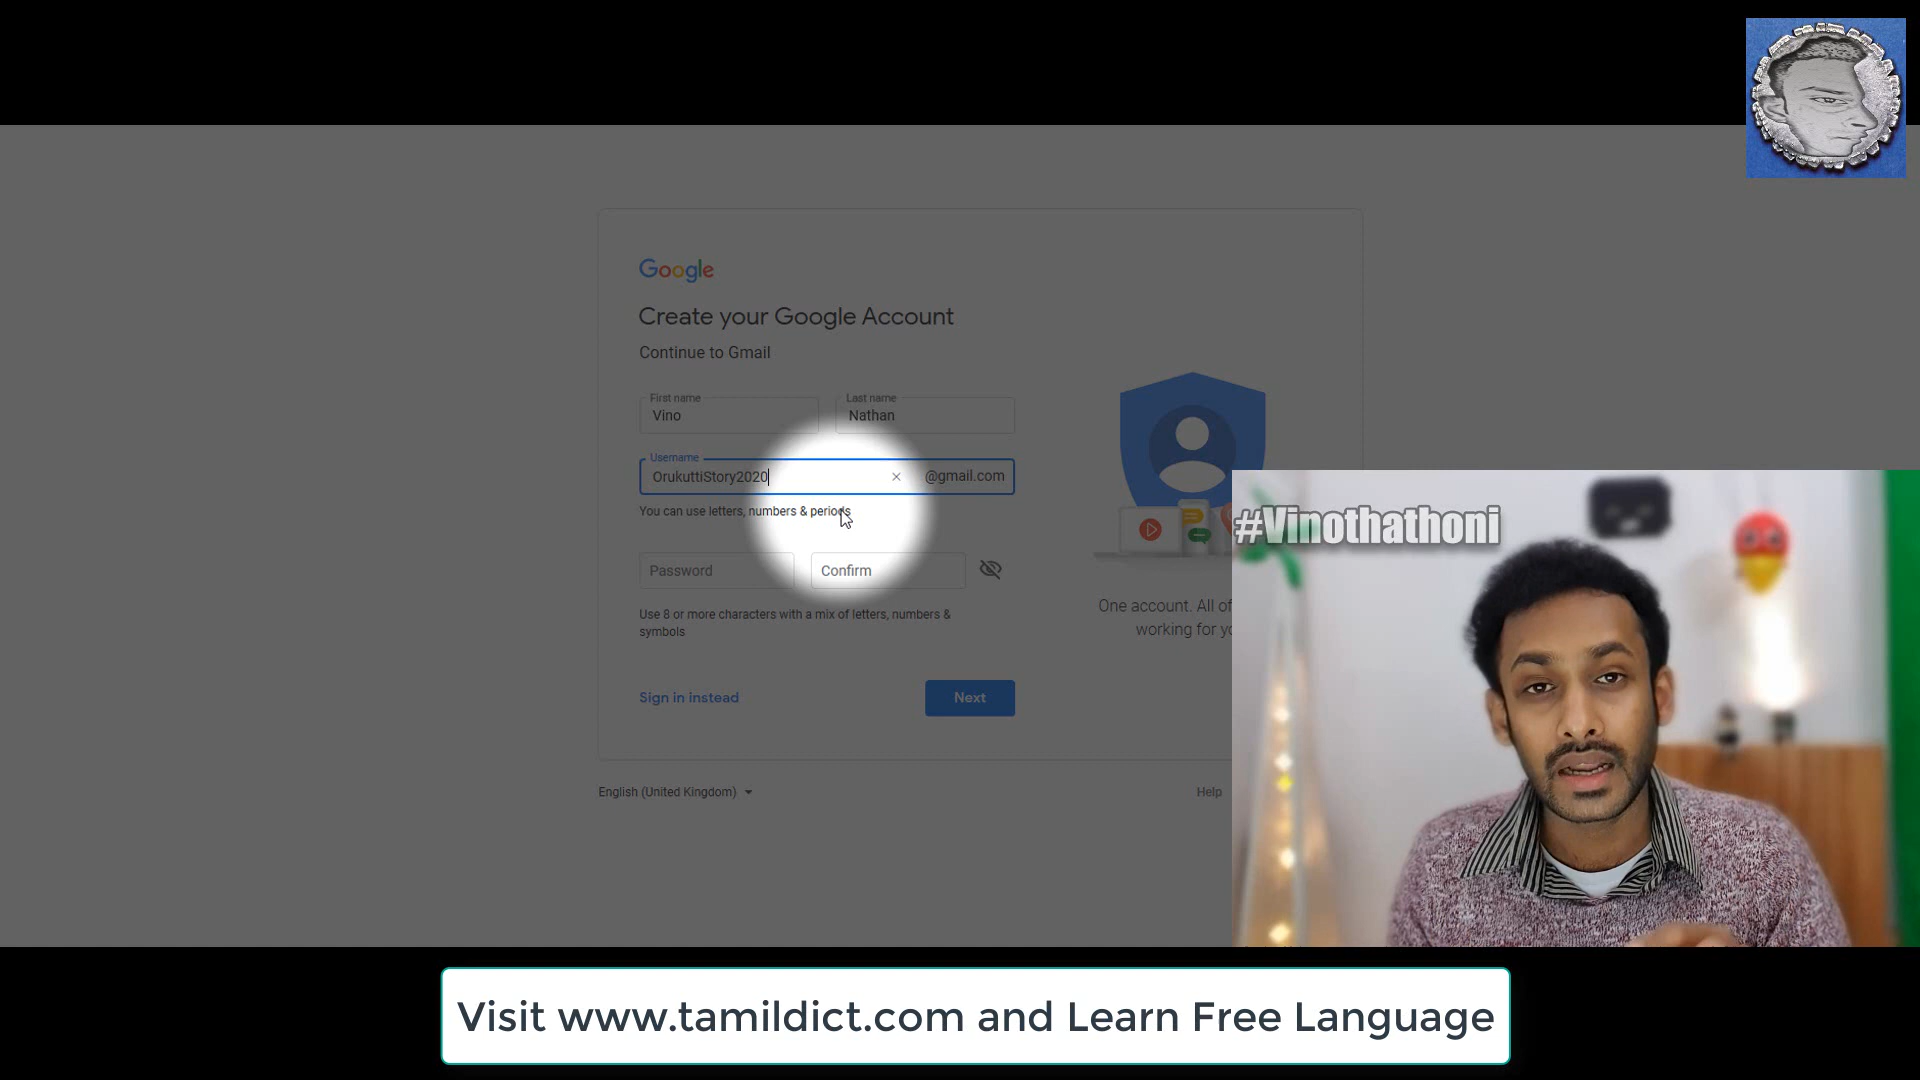 Google
Create your Google Account
Continue to Gmail
First name
Vino
Last name
Nathan
Username
OrukuttiStory2020
@gmail.com
You can use letters, numbers & periods
Password
Confirm
Use 8 or more characters with a mix of letters, numbers &
symbols
Sign in instead
Next
One account. All of
working for yo
English (United Kingdom)
Help
#Vinothathoni
Visit www.tamildict.com and Learn Free Language